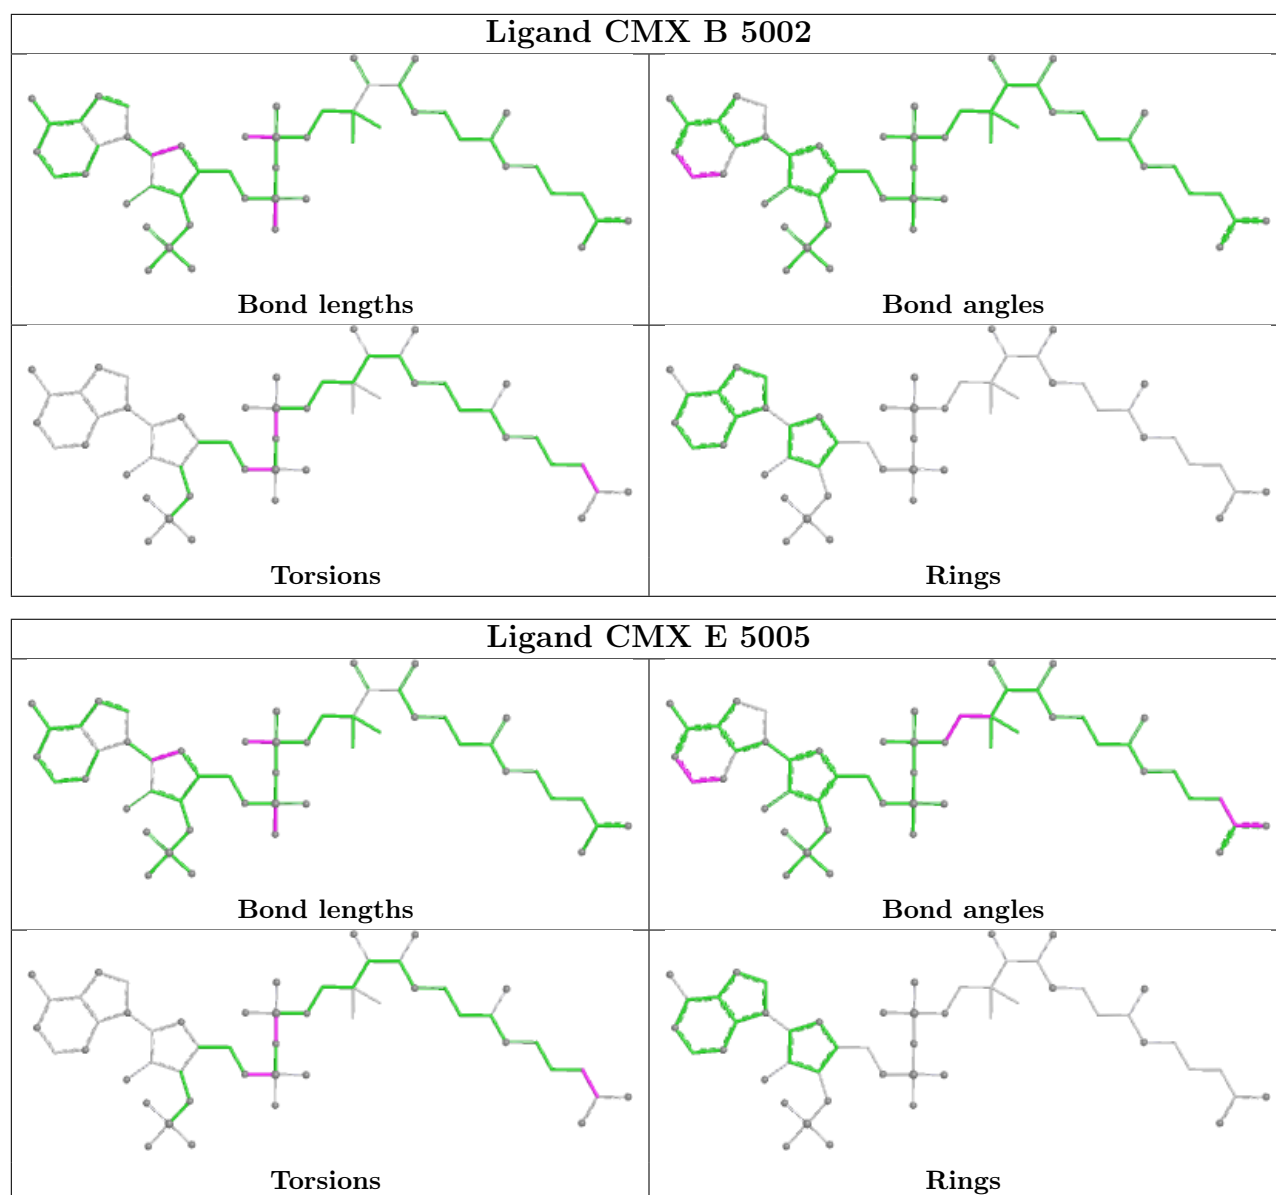 Ligand CMX B 5002
Bond lengths
Bond angles
Torsions
Rings
Ligand CMX E 5005
Bond lengths
Bond angles
Torsions
Rings